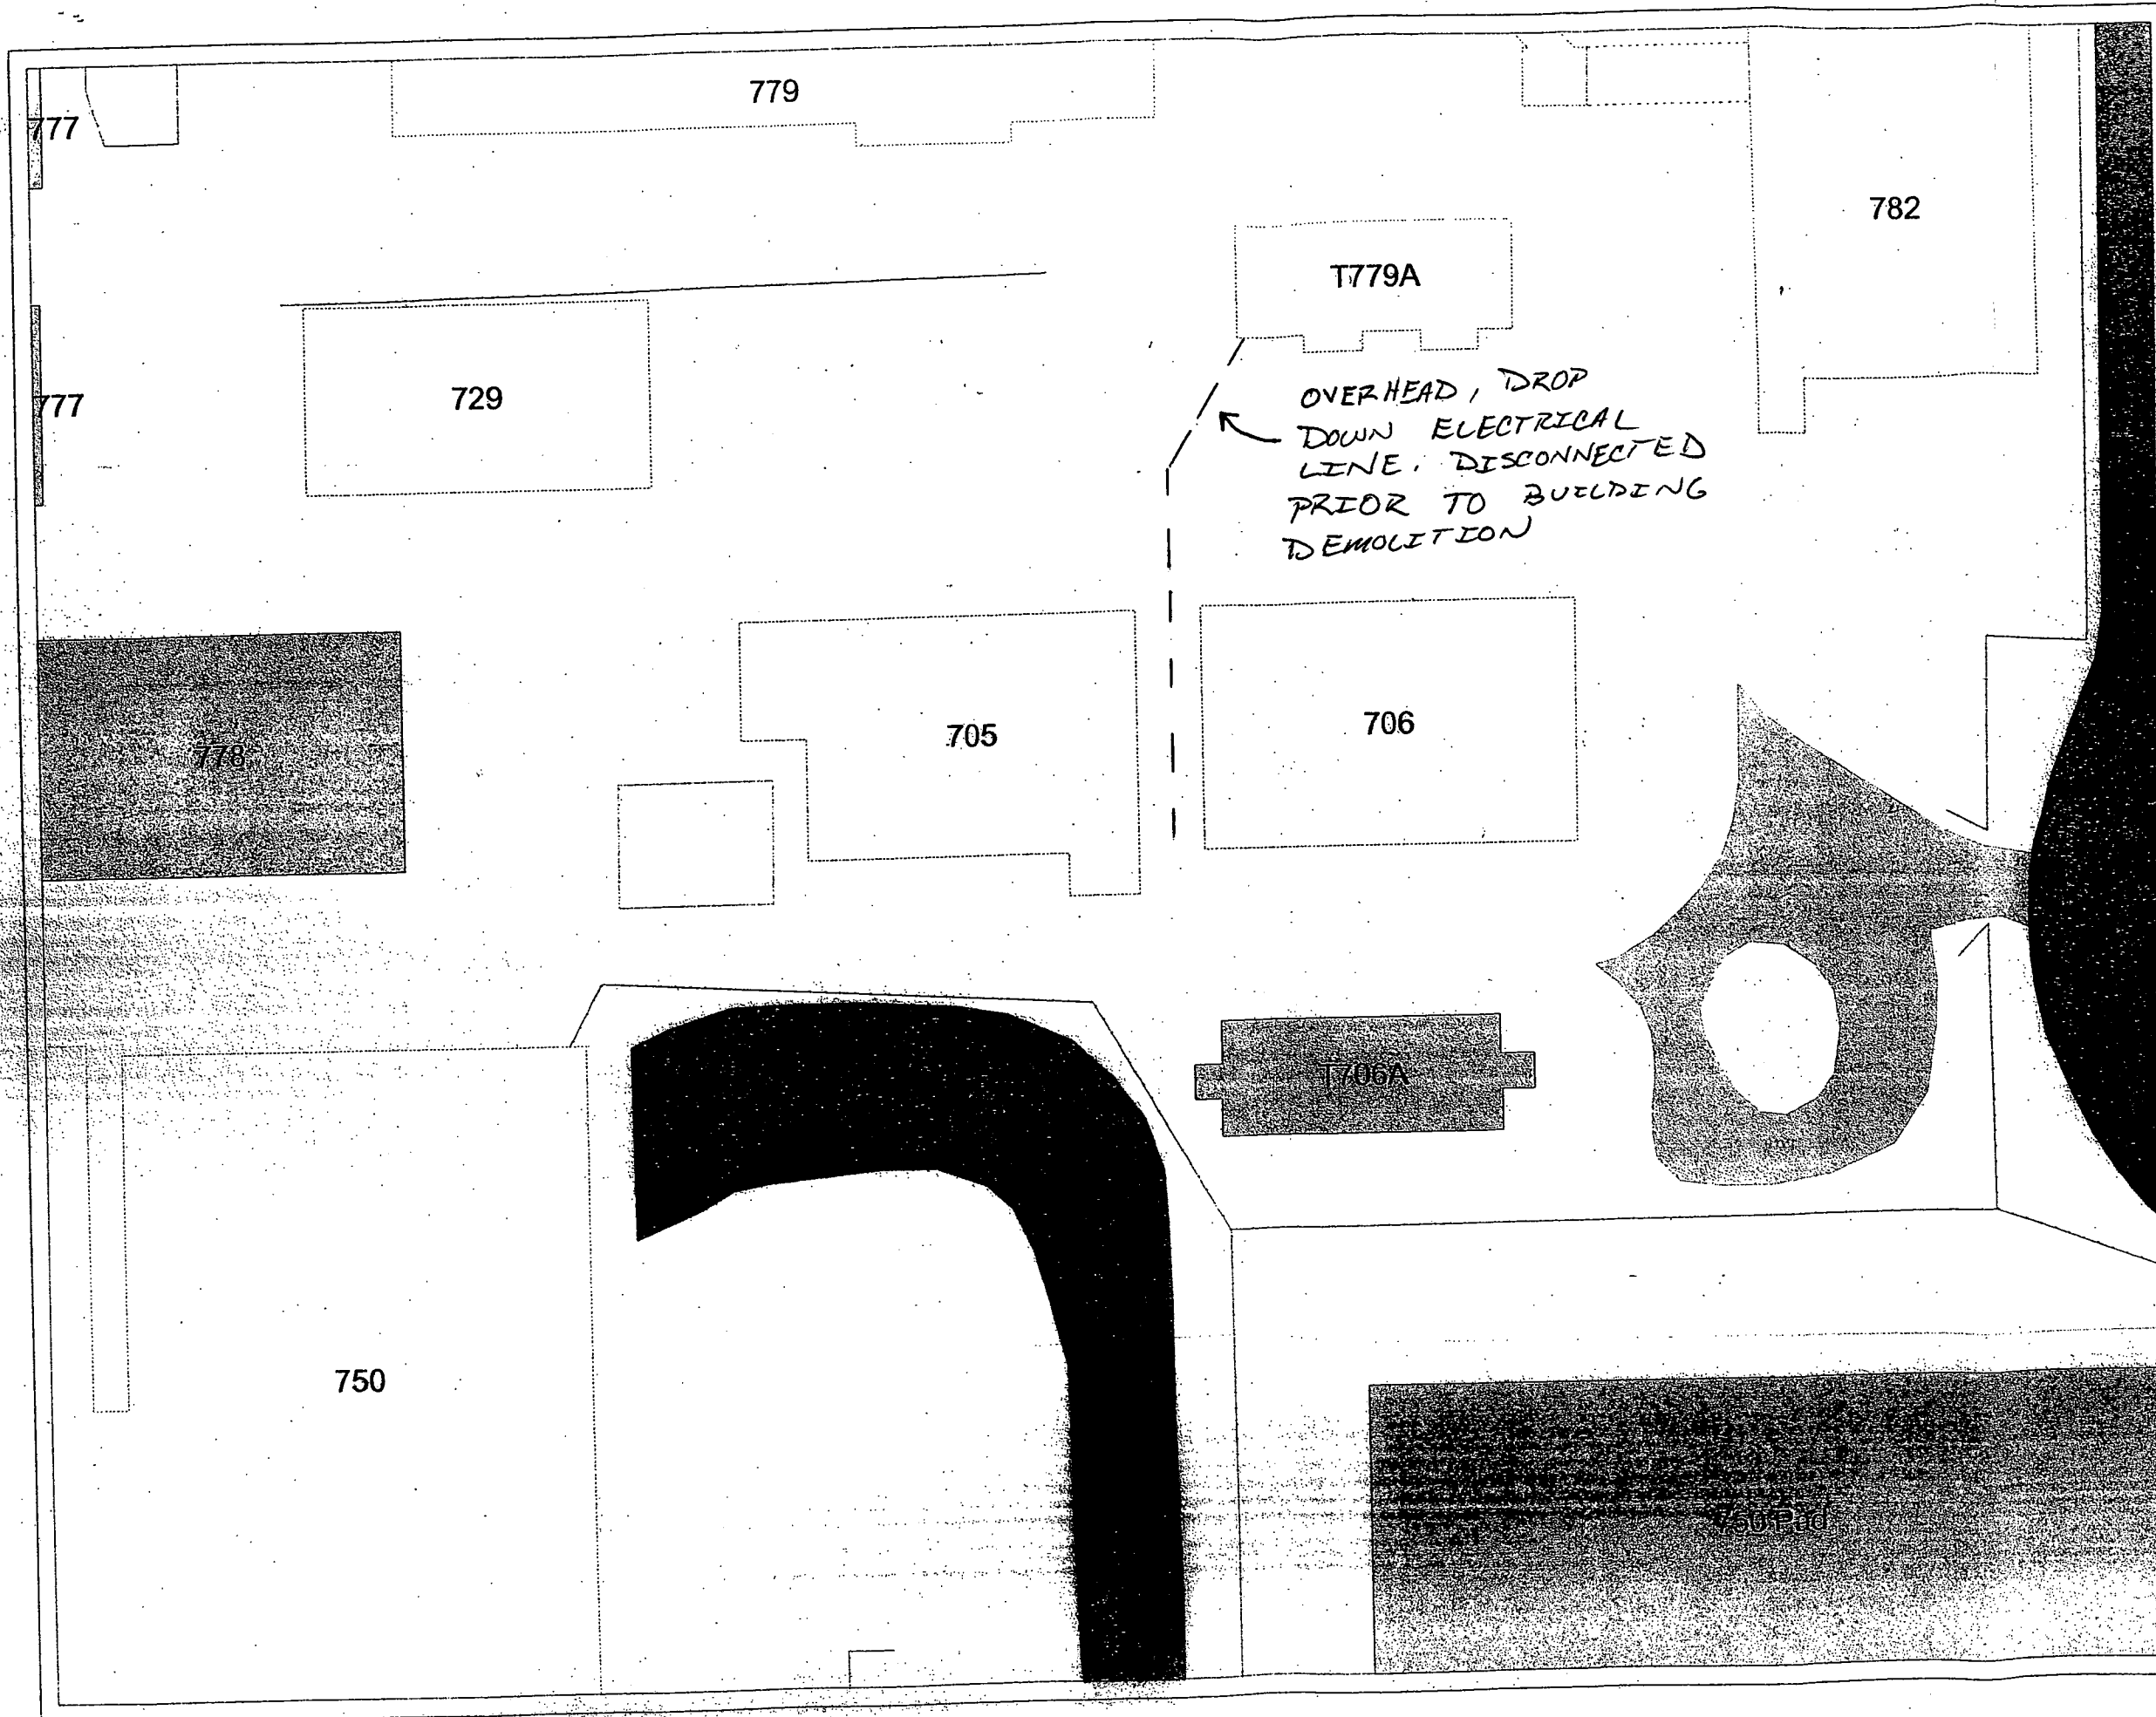 779
777
782
T779A
729
777
OVERHEAD, DROP
DOWN ELECTRICAL
LINE. DISCONNECTED
PRIOR TO BUILDING
DEMOLITION
778
705
706
T706A
750
750 Pad